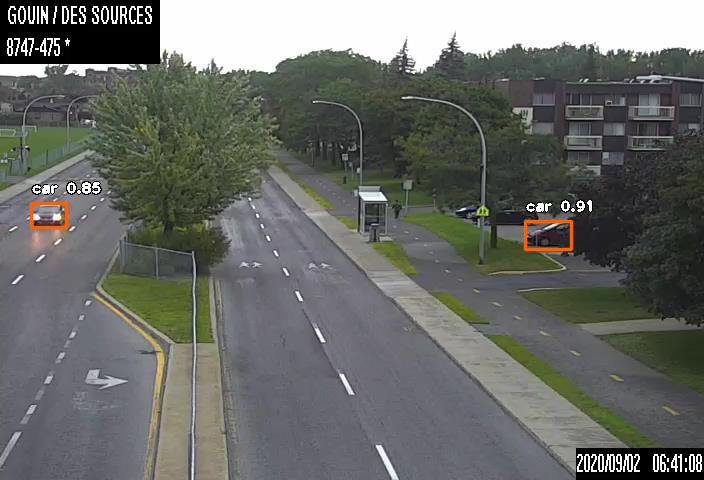 GOUIN / DES SOURCES
8747-475 *
car 0.85
car 0.91
2020/09/02 06:41:08